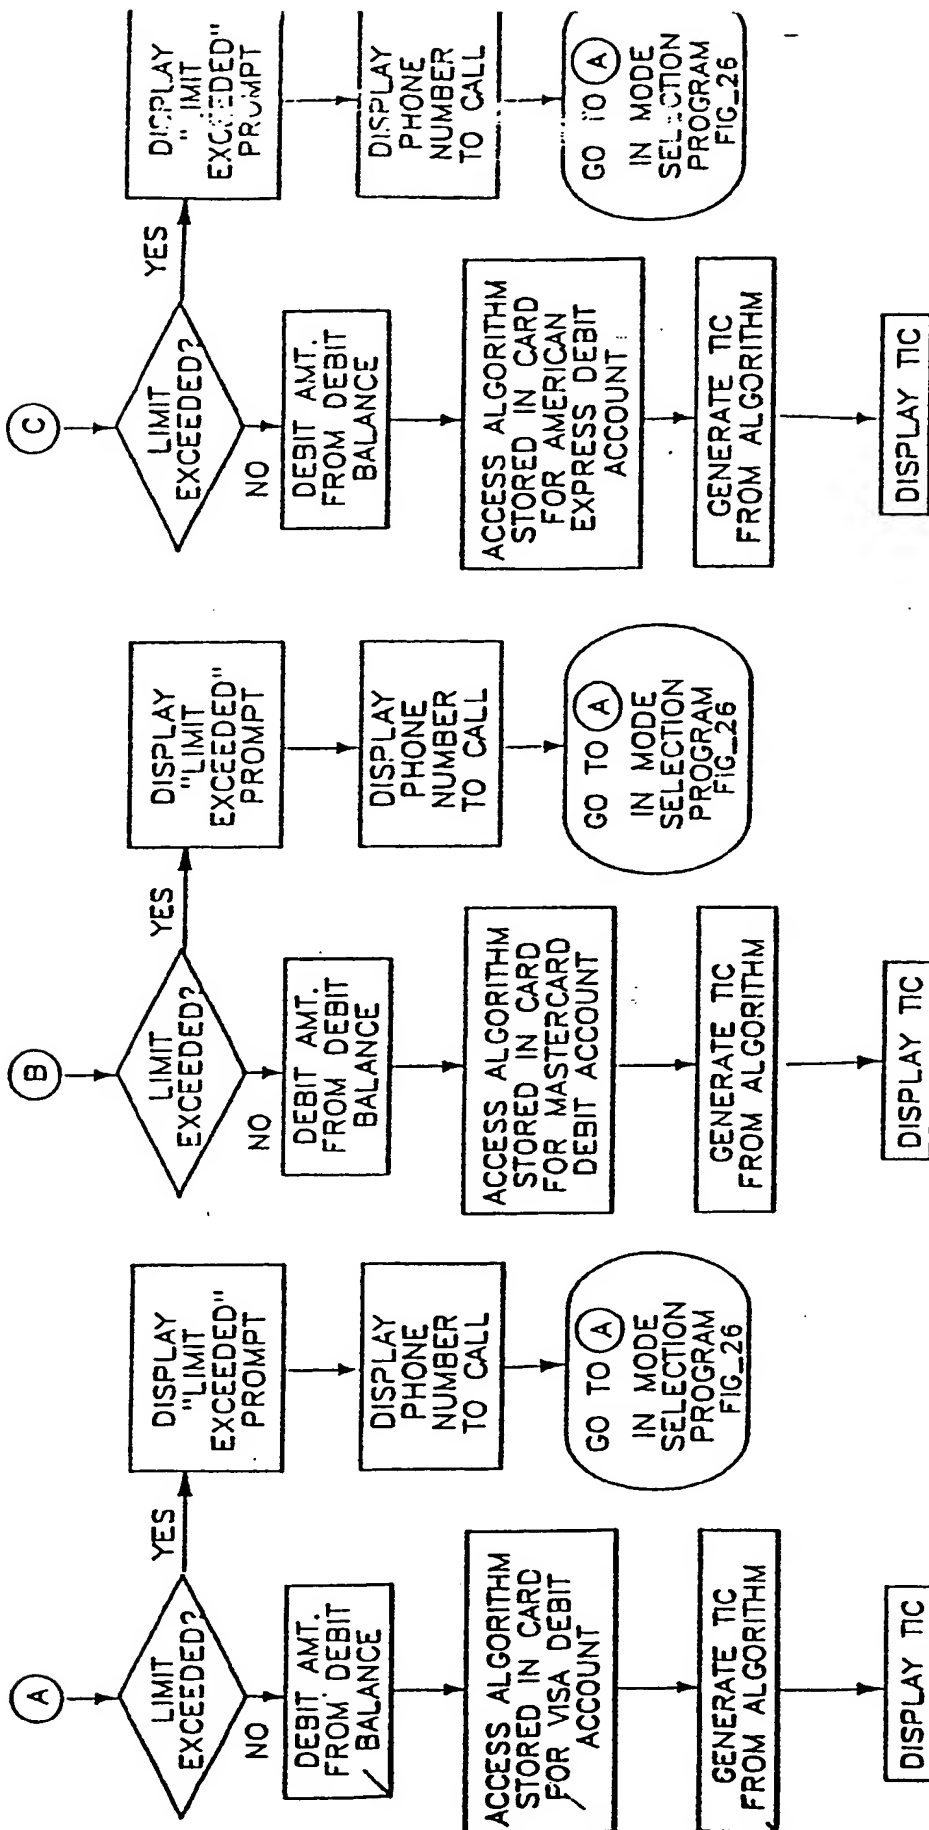 A
LIMIT
EXCEEDED?
YES
NO
DISPLAY
"LIMIT
EXCEEDED"
PROMPT
DISPLAY
PHONE
NUMBER
TO CALL
GO TO A
IN MODE
SELECTION
PROGRAM
FIG_26
DEBIT AMT.
FROM DEBIT
BALANCE
ACCESS ALGORITHM
STORED IN CARD
FOR VISA DEBIT
ACCOUNT
GENERATE TIC
FROM ALGORITHM
DISPLAY TIC
B
LIMIT
EXCEEDED?
YES
NO
DISPLAY
"LIMIT
EXCEEDED"
PROMPT
DISPLAY
PHONE
NUMBER
TO CALL
GO TO A
IN MODE
SELECTION
PROGRAM
FIG_26
DEBIT AMT.
FROM DEBIT
BALANCE
ACCESS ALGORITHM
STORED IN CARD
FOR MASTERCARD
DEBIT ACCOUNT
GENERATE TIC
FROM ALGORITHM
DISPLAY TIC
C
LIMIT
EXCEEDED?
YES
NO
DISPLAY
"LIMIT
EXCEEDED"
PROMPT
DISPLAY
PHONE
NUMBER
TO CALL
GO TO A
IN MODE
SELECTION
PROGRAM
FIG_26
DEBIT AMT.
FROM DEBIT
BALANCE
ACCESS ALGORITHM
STORED IN CARD
FOR AMERICAN
EXPRESS DEBIT
ACCOUNT
GENERATE TIC
FROM ALGORITHM
DISPLAY TIC